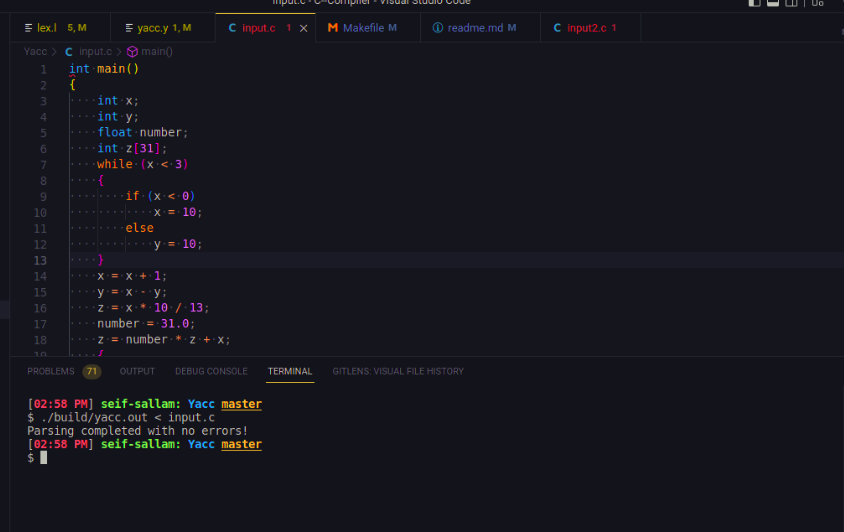 input.c - C--Compiler - Visual Studio Code
lex.l 5, M yacc.y 1, M input.c 1 Makefile M readme.md M input2.c 1
Yacc input.c main()
1 int main()
2 {
3 int x;
4 int y;
5 float number;
6 int z[31];
7 while (x < 3)
8 {
9 if (x < 0)
10 x = 10;
11 else
12 y = 10;
13 }
14 x = x + 1;
15 y = x - y;
16 z = x * 10 / 13;
17 number = 31.0;
18 z = number * z + x;
19 {
PROBLEMS 71 OUTPUT DEBUG CONSOLE TERMINAL GITLENS: VISUAL FILE HISTORY
[02:58 PM] seif-sallam: Yacc master
$ ./build/yacc.out < input.c
Parsing completed with no errors!
[02:58 PM] seif-sallam: Yacc master
$